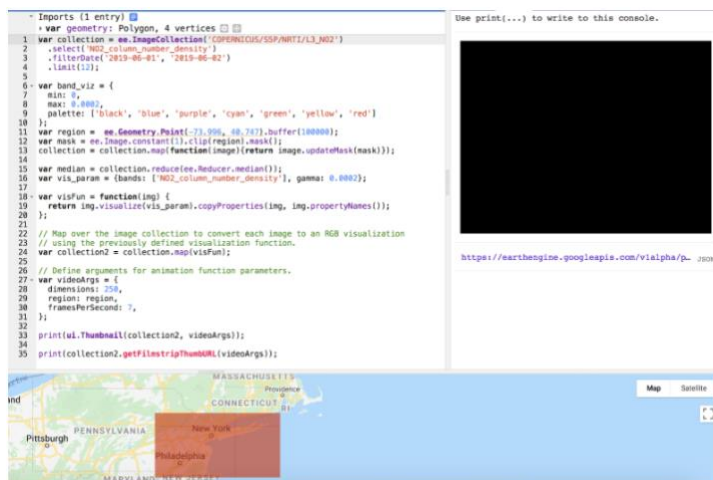 Imports (1 entry)
var geometry: Polygon, 4 vertices
1 var collection = ee.ImageCollection('COPERNICUS/S5P/NRTI/L3_NO2')
2 .select('NO2_column_number_density')
3 .filterDate('2019-06-01', '2019-06-02')
4 .limit(12);
5
6 var band_viz = {
7 min: 0,
8 max: 0.0002,
9 palette: ['black', 'blue', 'purple', 'cyan', 'green', 'yellow', 'red']
10 };
11 var region = ee.Geometry.Point(-73.996, 40.747).buffer(100000);
12 var mask = ee.Image.constant(1).clip(region).mask();
13 collection = collection.map(function(image){return image.updateMask(mask)});
14
15 var median = collection.reduce(ee.Reducer.median());
16 var vis_param = {bands: ['NO2_column_number_density'], gamma: 0.0002};
17
18 var visFun = function(img) {
19 return img.visualize(vis_param).copyProperties(img, img.propertyNames());
20 };
21
22 // Map over the image collection to convert each image to an RGB visualization
23 // using the previously defined visualization function.
24 var collection2 = collection.map(visFun);
25
26 // Define arguments for animation function parameters.
27 var videoArgs = {
28 dimensions: 250,
29 region: region,
30 framesPerSecond: 7,
31 };
32
33 print(ui.Thumbnail(collection2, videoArgs));
34
35 print(collection2.getFilmstripThumbURL(videoArgs));
Use print(...) to write to this console.
https://earthengine.googleapis.com/v1alpha/p… JSON
MASSACHUSETTS
Providence
CONNECTICUT
RI
Map Satellite
PENNSYLVANIA
New York
Pittsburgh
Philadelphia
MARYLAND NEW JERSEY